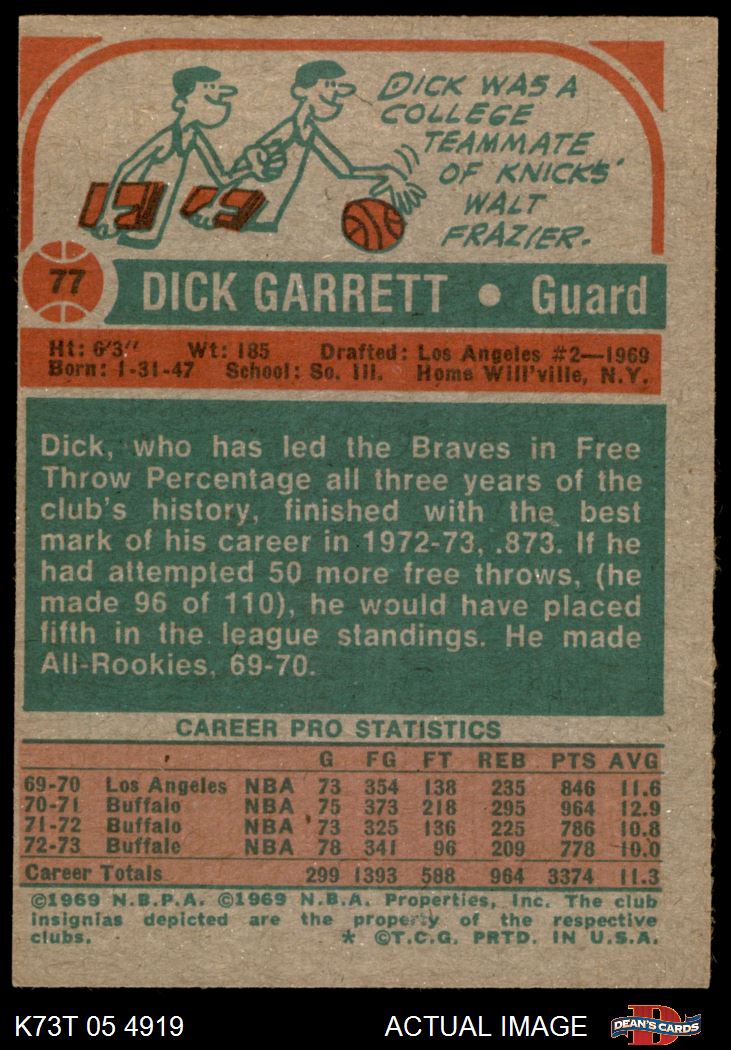 DICK WAS A
COLLEGE
TEAMMATE
OF KNICKS'
WALT
FRAZIER.
77
DICK GARRETT • Guard
Ht: 6'3" Wt: 185 Drafted: Los Angeles #2—1969
Born: 1-31-47 School: So. Ill. Home Will'ville, N.Y.
Dick, who has led the Braves in Free
Throw Percentage all three years of the
club's history, finished with the best
mark of his career in 1972-73, .873. If he
had attempted 50 more free throws, (he
made 96 of 110), he would have placed
fifth in the league standings. He made
All-Rookies, 69-70.
CAREER PRO STATISTICS
G FG FT REB PTS AVG
69-70 Los Angeles NBA 73 354 138 235 846 11.6
70-71 Buffalo NBA 75 373 218 295 964 12.9
71-72 Buffalo NBA 73 325 136 225 786 10.8
72-73 Buffalo NBA 78 341 96 209 778 10.0
Career Totals 299 1393 588 964 3374 11.3
©1969 N.B.P.A. ©1969 N.B.A. Properties, Inc. The club
insignias depicted are the property of the respective
clubs. * ©T.C.G. PRTD. IN U.S.A.
K73T 05 4919 ACTUAL IMAGE D DEAN'S CARDS